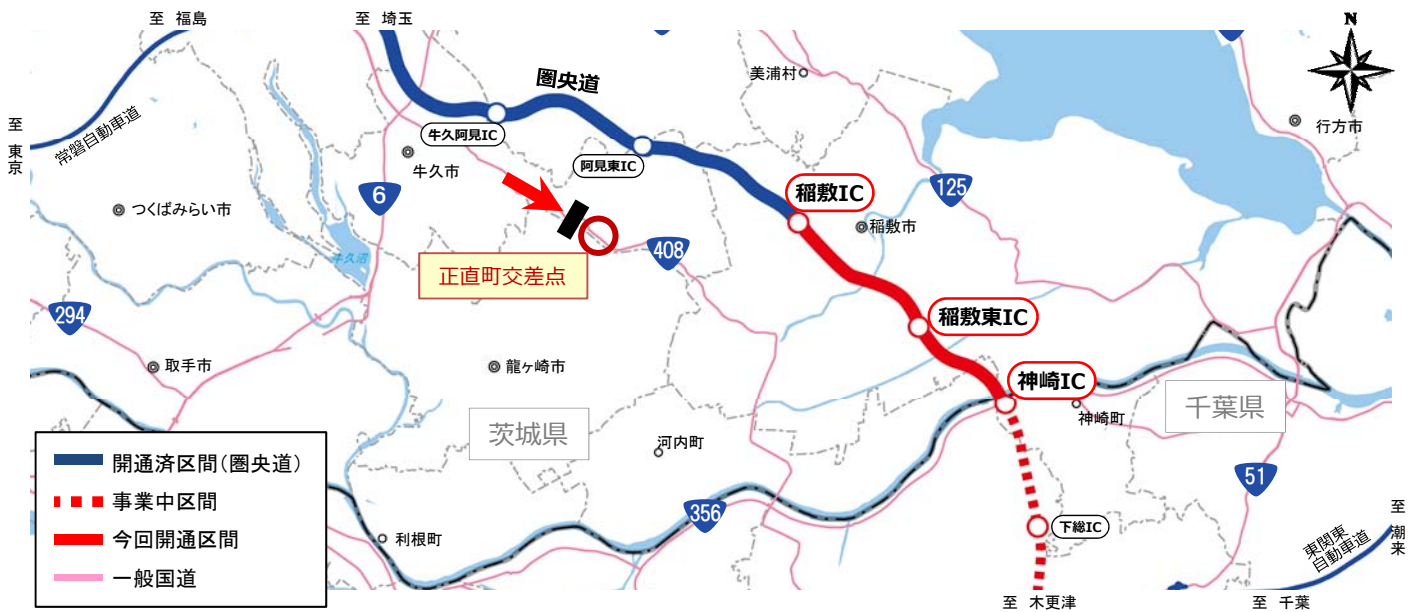 至 福島
至 埼玉
N
圏央道
美浦村
至 東京
常磐自動車道
牛久阿見IC
行方市
阿見東IC
牛久市
6
稲敷IC
125
つくばみらい市
稲敷市
408
牛久沼
正直町交差点
294
稲敷東IC
取手市
龍ヶ崎市
神崎IC
千葉県
神崎町
茨城県
河内町
開通済区間(圏央道)
51
事業中区間
356
至 潮来
今回開通区間
利根町
下総IC
東関東
自動車道
一般国道
至 木更津
至 千葉